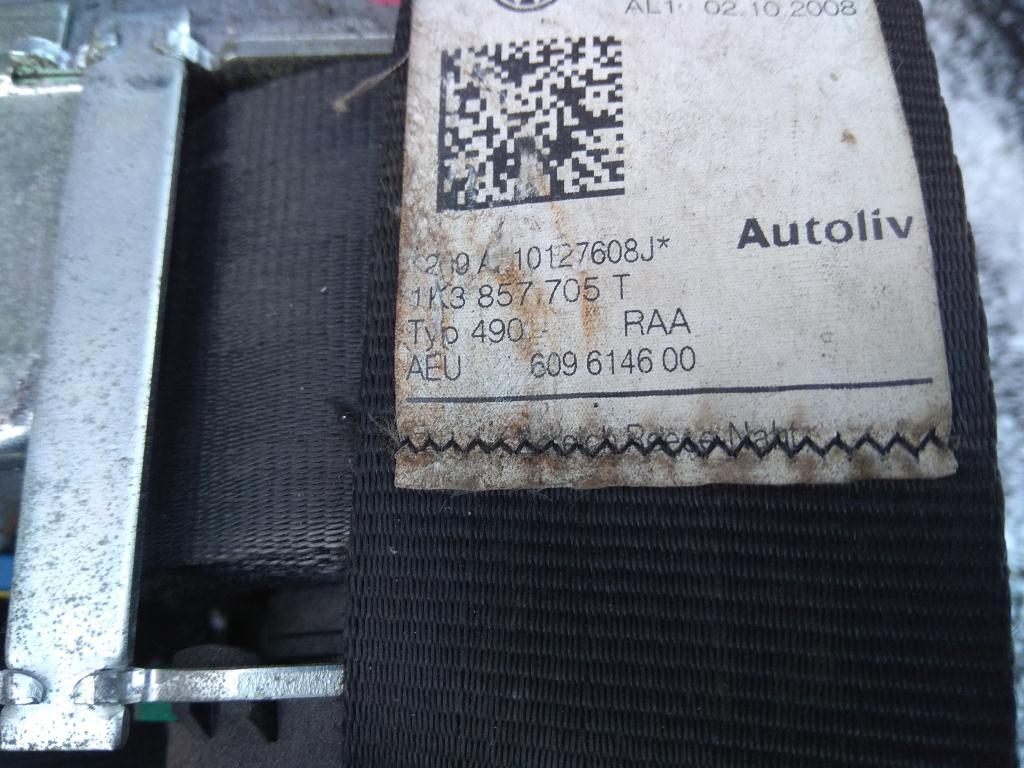 AL1· 02.10.2008
Autoliv
10127608J*
1K3 857 705 T
Typ 490 RAA
AEU 609 6146 00